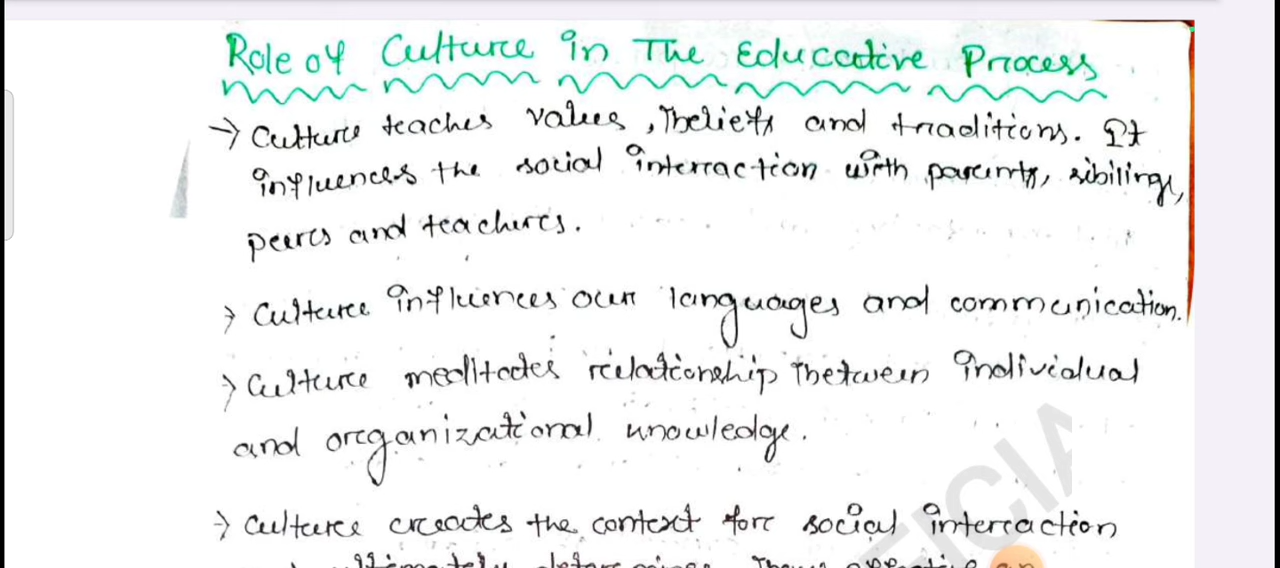 Role of Culture in The Educative Process
→ Culture teaches values, beliefs and traditions. It
influences the social interaction with parents, sibilings,
peers and teachers.
→ Culture influences our languages and communication.
→ Culture meditates relationship between individual
and organizational knowledge.
→ Culture creates the context for social interaction